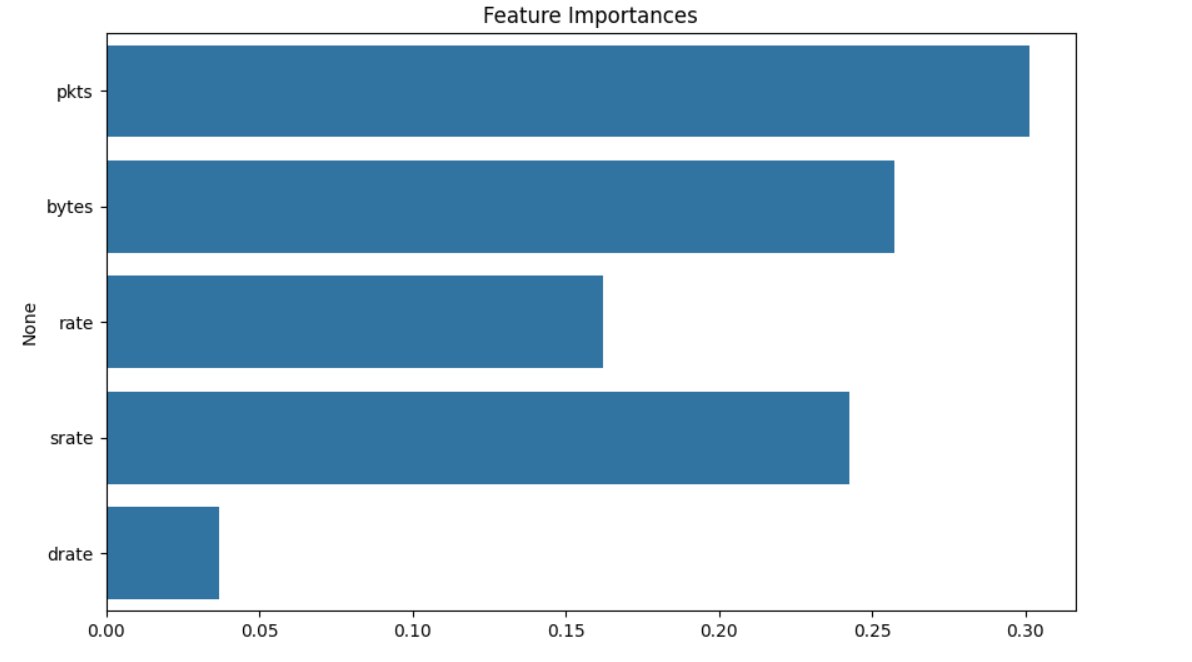 Feature Importances
pkts
bytes
rate
srate
drate
None
0.00 0.05 0.10 0.15 0.20 0.25 0.30